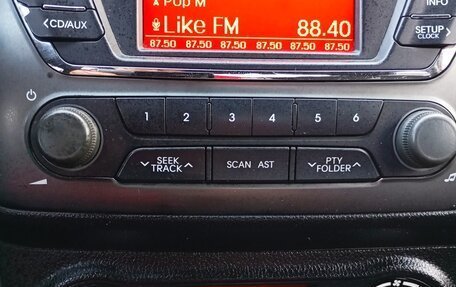 Pop M
INFO
CD/AUX
Like FM 88.40
SETUP
CLOCK
87.50 87.50 87.50 87.50 87.50 87.50
1 2 3 4 5 6
SEEK
TRACK
SCAN AST
PTY
FOLDER